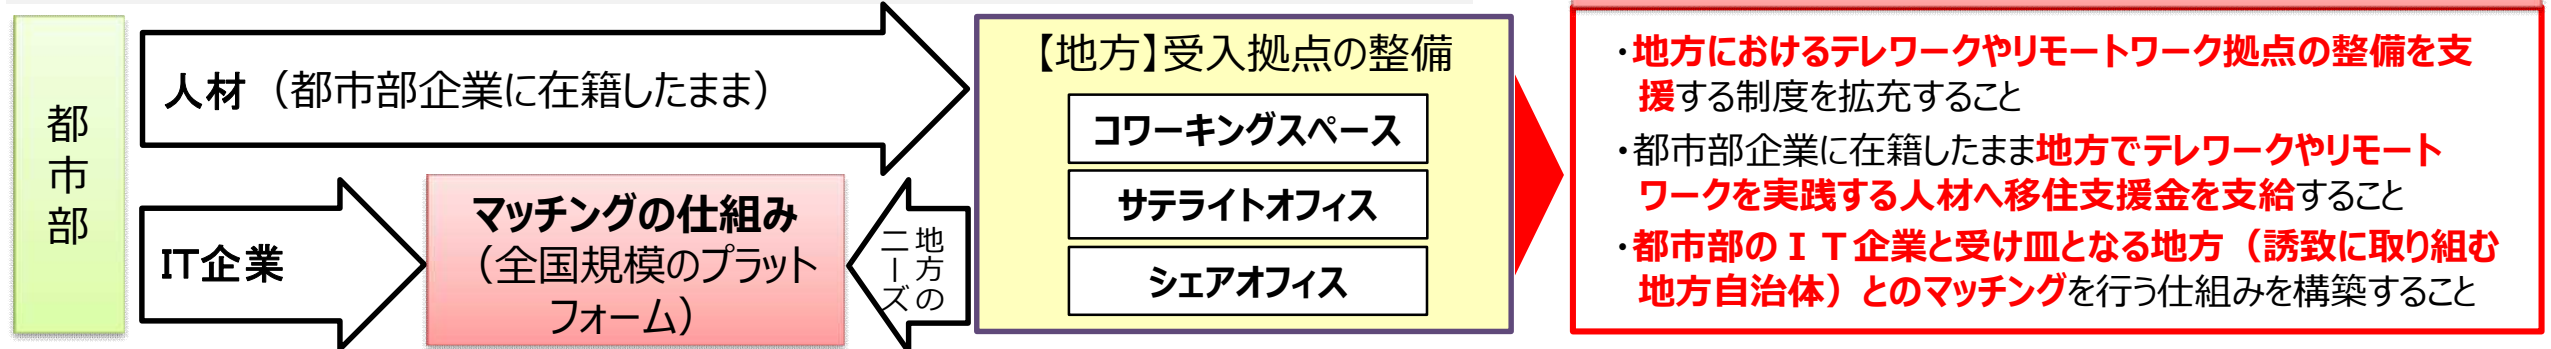 都市部
人材（都市部企業に在籍したまま）
IT企業
マッチングの仕組み
（全国規模のプラット
フォーム）
地方の
ニーズ
【地方】受入拠点の整備
コワーキングスペース
サテライトオフィス
シェアオフィス
・地方におけるテレワークやリモートワーク拠点の整備を支
援する制度を拡充すること
・都市部企業に在籍したまま地方でテレワークやリモート
ワークを実践する人材へ移住支援金を支給すること
・都市部のＩＴ企業と受け皿となる地方（誘致に取り組む
地方自治体）とのマッチングを行う仕組みを構築すること